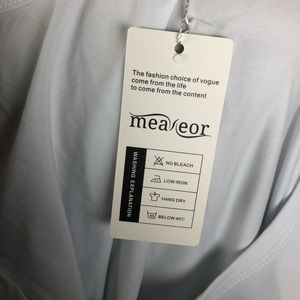 The fashion choice of vogue
come from the life
to come from the content
meaneor
WASHING EXPLANATION
NO BLEACH
LOW IRON
HANG DRY
BELOW 40℃